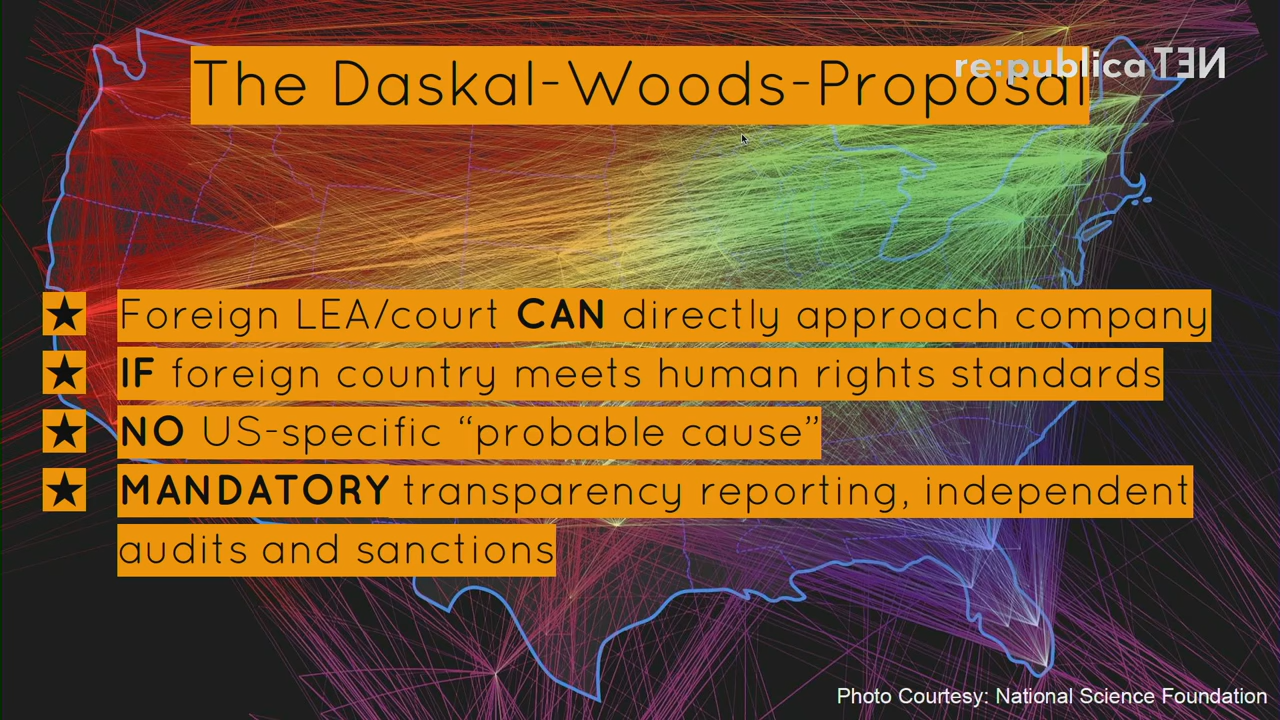 The Daskal-Woods-Proposal
re:publica TEN
★ Foreign LEA/court CAN directly approach company
★ IF foreign country meets human rights standards
★ NO US-specific “probable cause”
★ MANDATORY transparency reporting, independent
audits and sanctions
Photo Courtesy: National Science Foundation